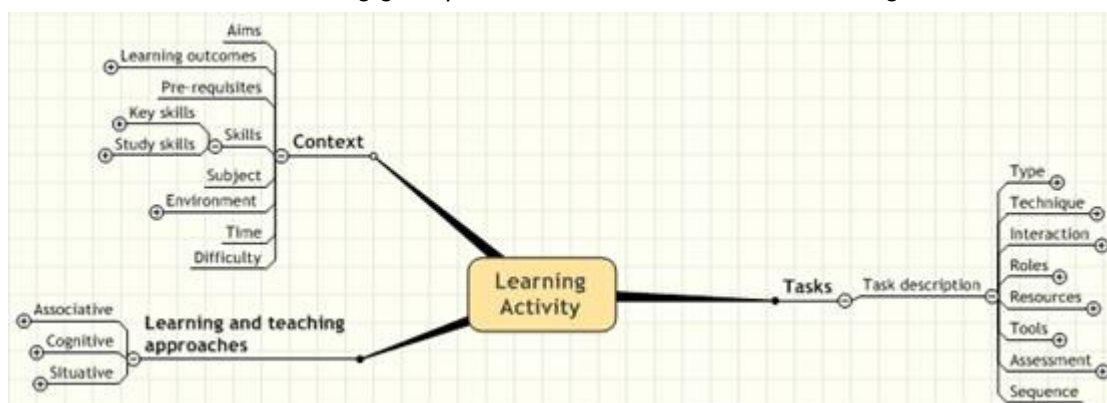 Aims
Learning outcomes
Pre-requisites
Key skills
Study skills
Skills
Context
Subject
Environment
Time
Difficulty
Learning
Activity
Associative
Cognitive
Situative
Learning and teaching
approaches
Tasks
Task description
Type
Technique
Interaction
Roles
Resources
Tools
Assessment
Sequence